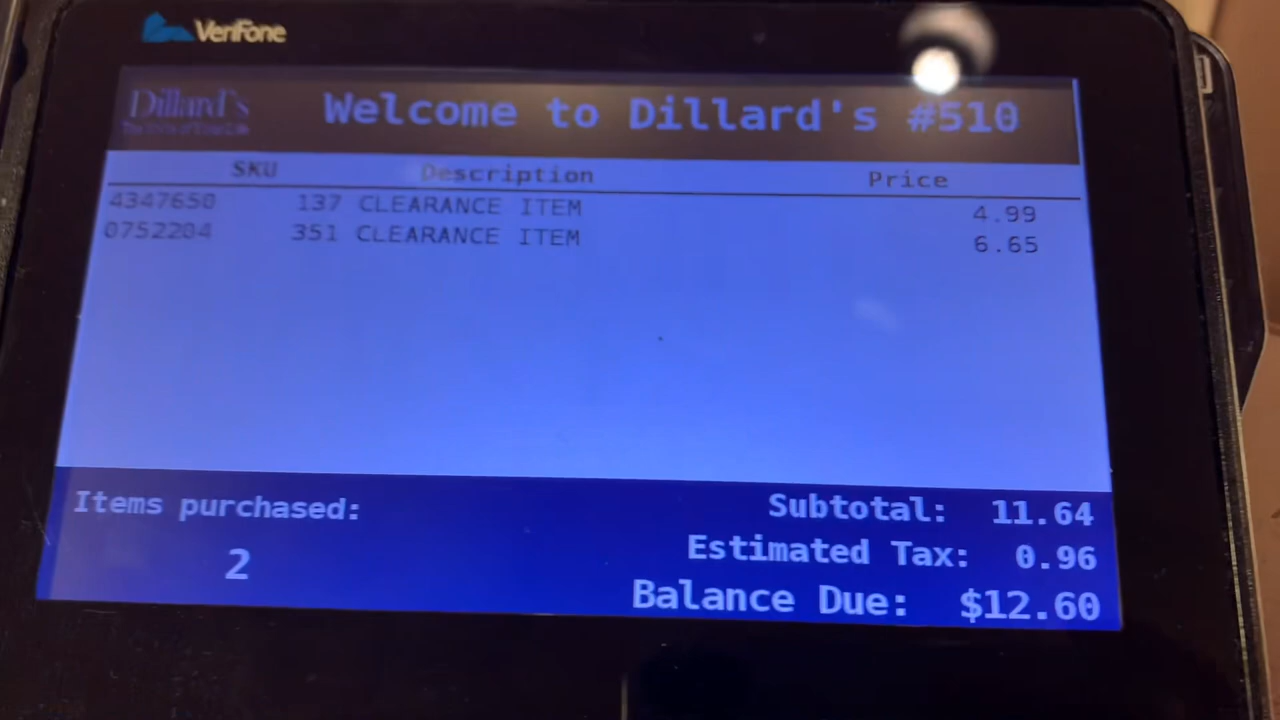 VeriFone
Dillard's
Welcome to Dillard's #510
SKU Description Price
4347650 137 CLEARANCE ITEM 4.99
0752204 351 CLEARANCE ITEM 6.65
Items purchased:
2
Subtotal: 11.64
Estimated Tax: 0.96
Balance Due: $12.60